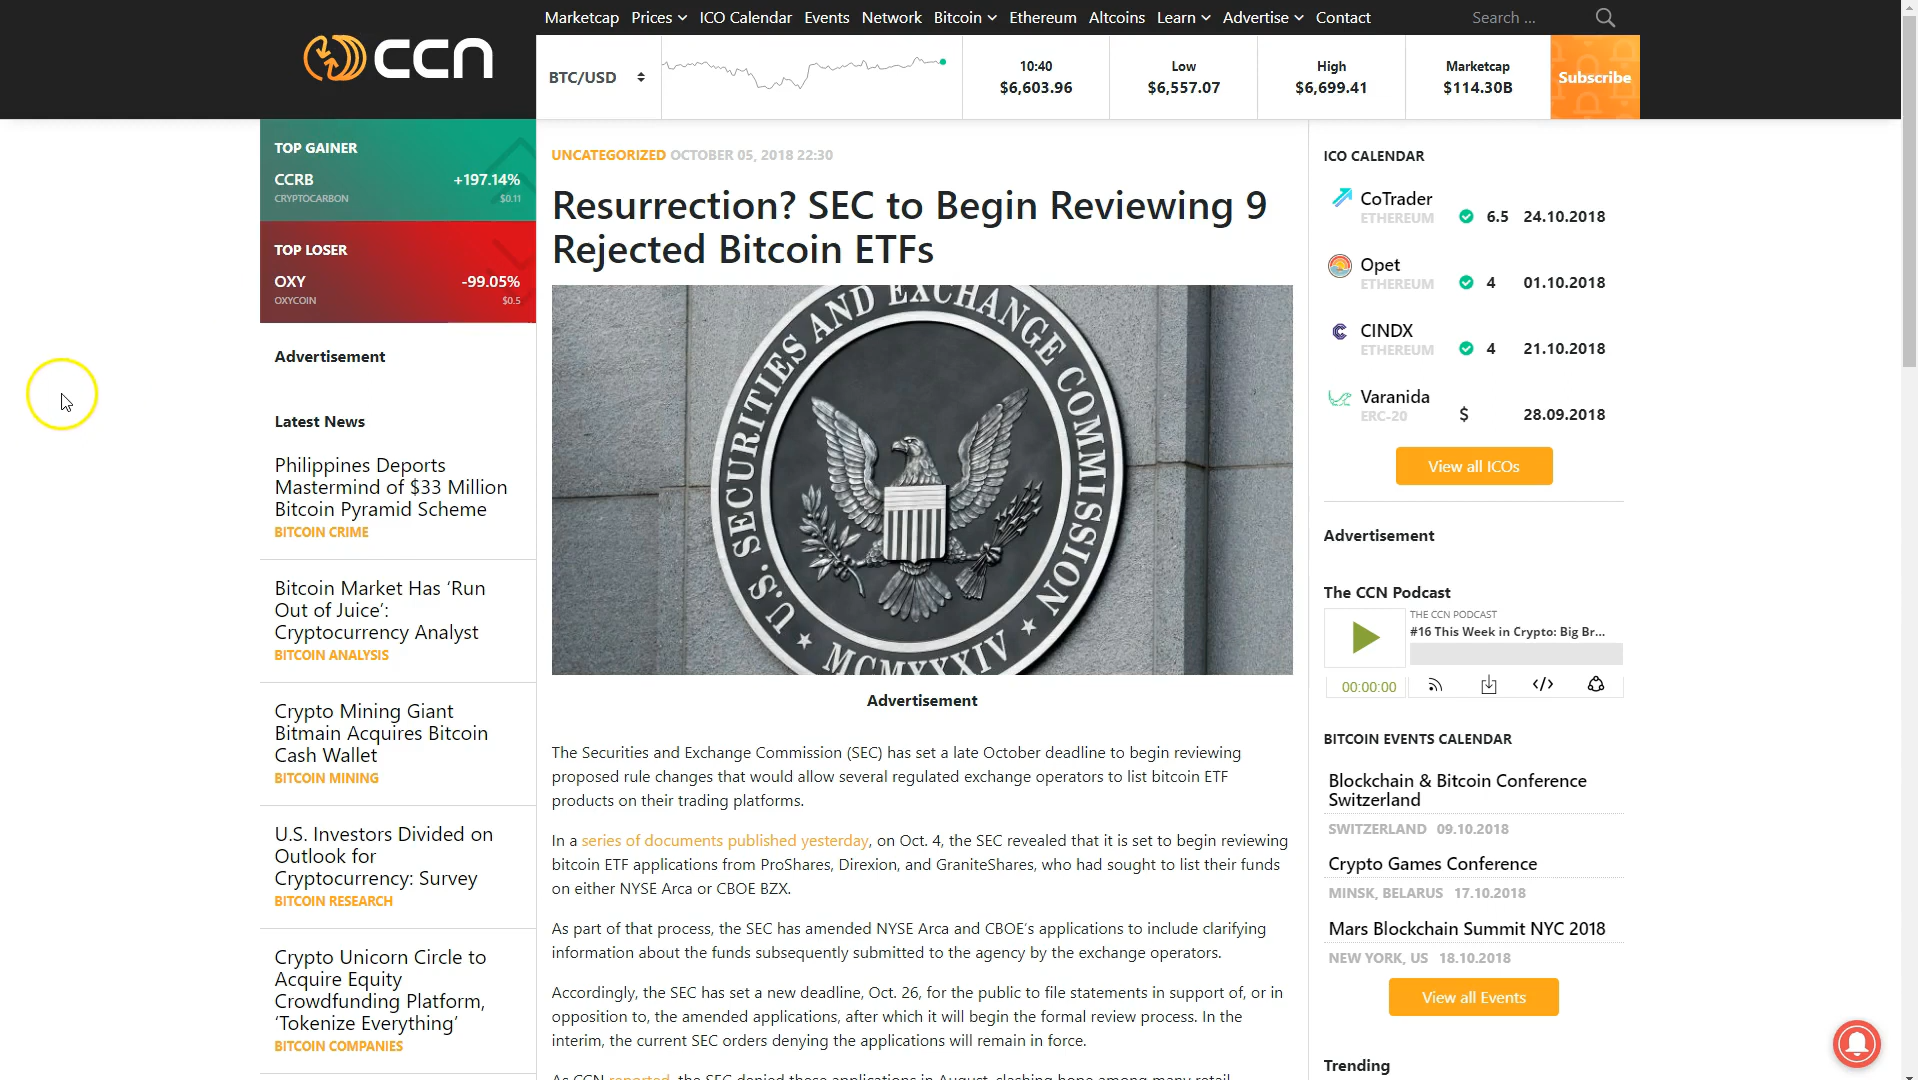 Marketcap Prices ICO Calendar Events Network Bitcoin Ethereum Altcoins Learn Advertise Contact Search ...
CCN
BTC/USD
10:40
$6,603.96
Low
$6,557.07
High
$6,699.41
Marketcap
$114.30B
Subscribe
TOP GAINER
CCRB +197.14%
CRYPTOCARBON $0.11
TOP LOSER
OXY -99.05%
OXYCOIN $0.5
Advertisement
Latest News
Philippines Deports
Mastermind of $33 Million
Bitcoin Pyramid Scheme
BITCOIN CRIME
Bitcoin Market Has ‘Run
Out of Juice’:
Cryptocurrency Analyst
BITCOIN ANALYSIS
Crypto Mining Giant
Bitmain Acquires Bitcoin
Cash Wallet
BITCOIN MINING
U.S. Investors Divided on
Outlook for
Cryptocurrency: Survey
BITCOIN RESEARCH
Crypto Unicorn Circle to
Acquire Equity
Crowdfunding Platform,
‘Tokenize Everything’
BITCOIN COMPANIES
UNCATEGORIZED OCTOBER 05, 2018 22:30
Resurrection? SEC to Begin Reviewing 9
Rejected Bitcoin ETFs
U.S. SECURITIES AND EXCHANGE COMMISSION
MCMXXXIV
Advertisement
The Securities and Exchange Commission (SEC) has set a late October deadline to begin reviewing
proposed rule changes that would allow several regulated exchange operators to list bitcoin ETF
products on their trading platforms.
In a series of documents published yesterday, on Oct. 4, the SEC revealed that it is set to begin reviewing
bitcoin ETF applications from ProShares, Direxion, and GraniteShares, who had sought to list their funds
on either NYSE Arca or CBOE BZX.
As part of that process, the SEC has amended NYSE Arca and CBOE’s applications to include clarifying
information about the funds subsequently submitted to the agency by the exchange operators.
Accordingly, the SEC has set a new deadline, Oct. 26, for the public to file statements in support of, or in
opposition to, the amended applications, after which it will begin the formal review process. In the
interim, the current SEC orders denying the applications will remain in force.
As CCN reported, the SEC denied these applications in August, slashing hope among many retail
ICO CALENDAR
CoTrader
ETHEREUM 6.5 24.10.2018
Opet
ETHEREUM 4 01.10.2018
CINDX
ETHEREUM 4 21.10.2018
Varanida
ERC-20 $ 28.09.2018
View all ICOs
Advertisement
The CCN Podcast
THE CCN PODCAST
#16 This Week in Crypto: Big Br...
00:00:00
BITCOIN EVENTS CALENDAR
Blockchain & Bitcoin Conference
Switzerland
SWITZERLAND 09.10.2018
Crypto Games Conference
MINSK, BELARUS 17.10.2018
Mars Blockchain Summit NYC 2018
NEW YORK, US 18.10.2018
View all Events
Trending